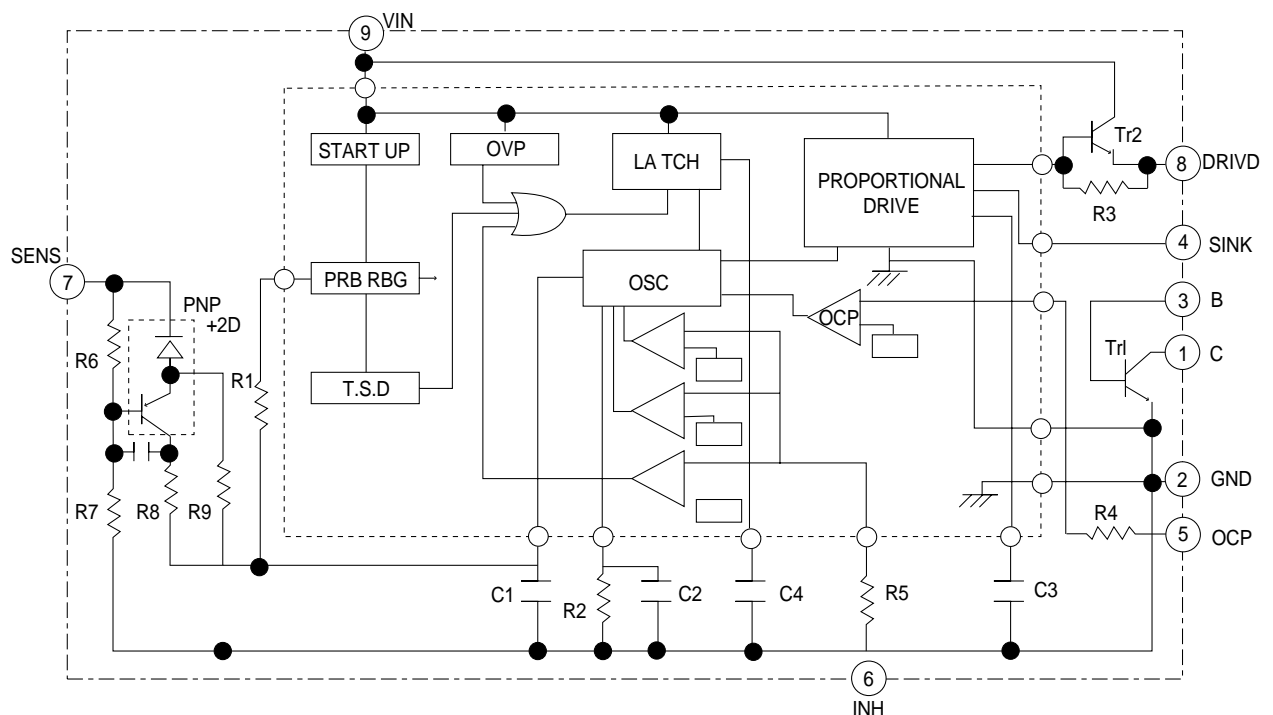 9 VIN
START UP
OVP
LA TCH
PROPORTIONAL
DRIVE
Tr2
8 DRIVD
R3
4 SINK
SENS
7
PRB RBG
OSC
PNP
+2D
3 B
OCP
R6
R1
Trl
1 C
T.S.D
2 GND
R7
R8
R9
R4
5 OCP
C1
R2
C2
C4
R5
C3
6
INH